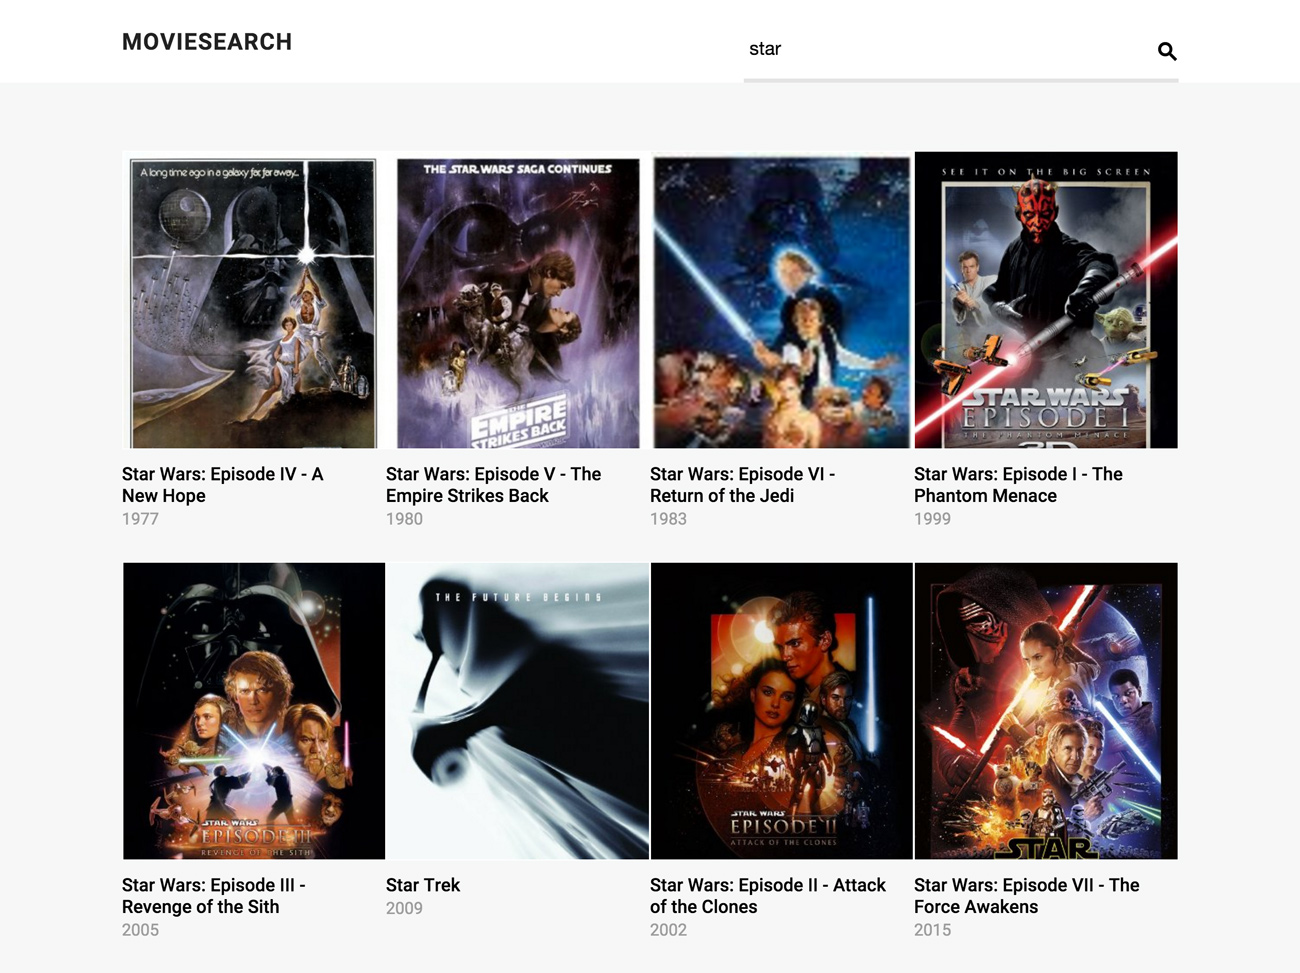 MOVIESEARCH
star
A long time ago in a galaxy far, far away...
THE STAR WARS SAGA CONTINUES
THE
EMPIRE
STRIKES BACK
SEE IT ON THE BIG SCREEN
STAR WARS
EPISODE I
THE PHANTOM MENACE
3D
Star Wars: Episode IV - A
New Hope
1977
Star Wars: Episode V - The
Empire Strikes Back
1980
Star Wars: Episode VI -
Return of the Jedi
1983
Star Wars: Episode I - The
Phantom Menace
1999
STAR WARS
EPISODE III
REVENGE OF THE SITH
THE FUTURE BEGINS
STAR WARS
EPISODE II
ATTACK OF THE CLONES
STAR
Star Wars: Episode III -
Revenge of the Sith
2005
Star Trek
2009
Star Wars: Episode II - Attack
of the Clones
2002
Star Wars: Episode VII - The
Force Awakens
2015